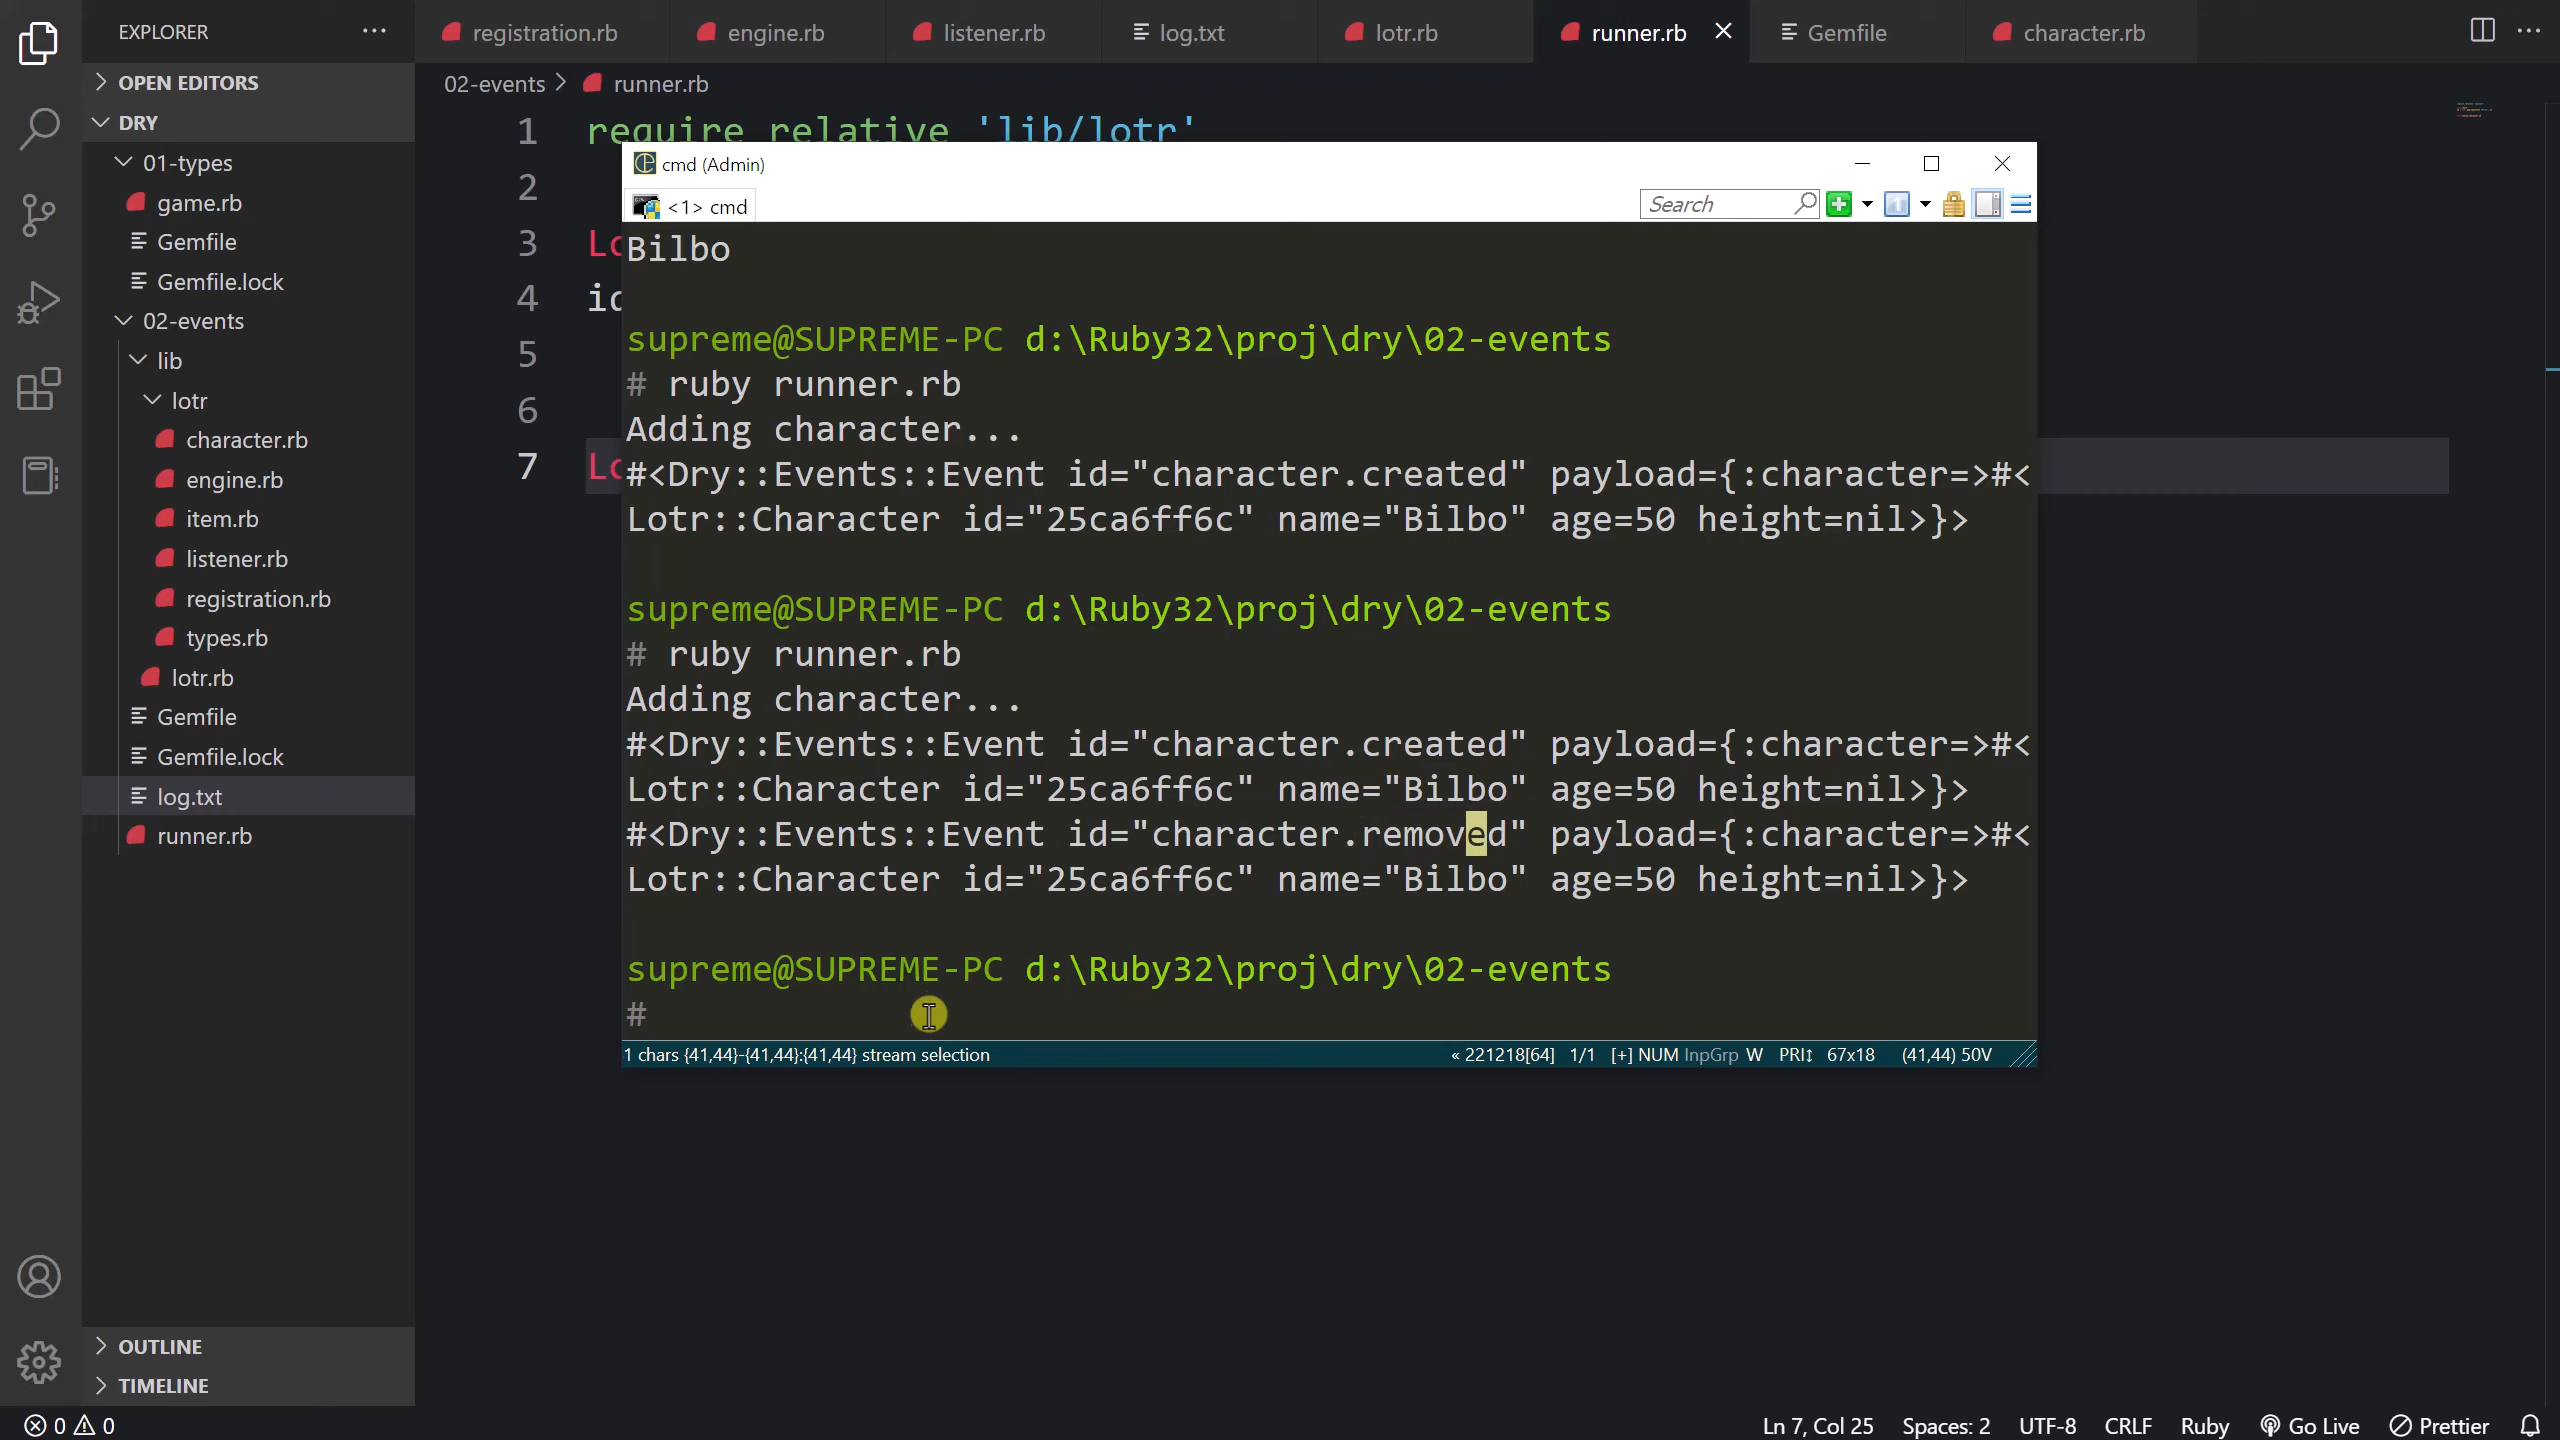 EXPLORER
registration.rb
engine.rb
listener.rb
log.txt
lotr.rb
runner.rb
Gemfile
character.rb
OPEN EDITORS
DRY
01-types
game.rb
Gemfile
Gemfile.lock
02-events
lib
lotr
character.rb
engine.rb
item.rb
listener.rb
registration.rb
types.rb
lotr.rb
Gemfile
Gemfile.lock
log.txt
runner.rb
OUTLINE
TIMELINE
02-events > runner.rb
1 require_relative 'lib/lotr'
2
3 Lo
4 id
5
6
7 Lo
cmd (Admin)
<1> cmd
Search
Bilbo
supreme@SUPREME-PC d:\Ruby32\proj\dry\02-events
# ruby runner.rb
Adding character...
#<Dry::Events::Event id="character.created" payload={:character=>#<
Lotr::Character id="25ca6ff6c" name="Bilbo" age=50 height=nil>}>
supreme@SUPREME-PC d:\Ruby32\proj\dry\02-events
# ruby runner.rb
Adding character...
#<Dry::Events::Event id="character.created" payload={:character=>#<
Lotr::Character id="25ca6ff6c" name="Bilbo" age=50 height=nil>}>
#<Dry::Events::Event id="character.removed" payload={:character=>#<
Lotr::Character id="25ca6ff6c" name="Bilbo" age=50 height=nil>}>
supreme@SUPREME-PC d:\Ruby32\proj\dry\02-events
#
1 chars {41,44}-{41,44}:{41,44} stream selection
« 221218[64] 1/1 [+] NUM InpGrp W PRI↕ 67x18 (41,44) 50V
0 0
Ln 7, Col 25 Spaces: 2 UTF-8 CRLF Ruby Go Live Prettier